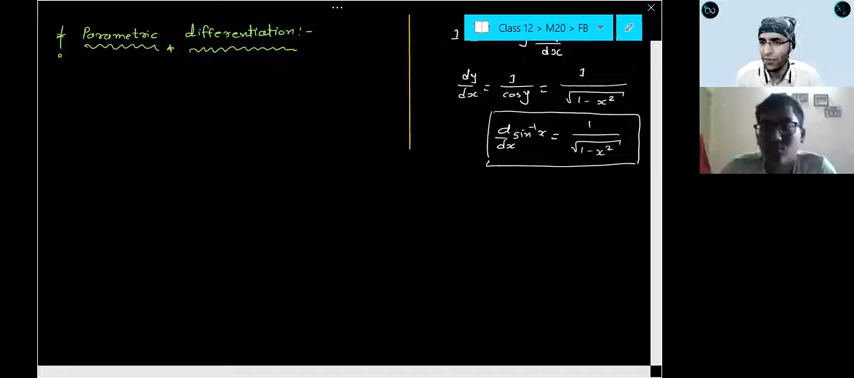 Parametric differentiation :-
Class 12 > M20 > FB
1
dx
dy/dx = 1/cosy = 1/√(1-x²)
d/dx sin⁻¹x = 1/√(1-x²)